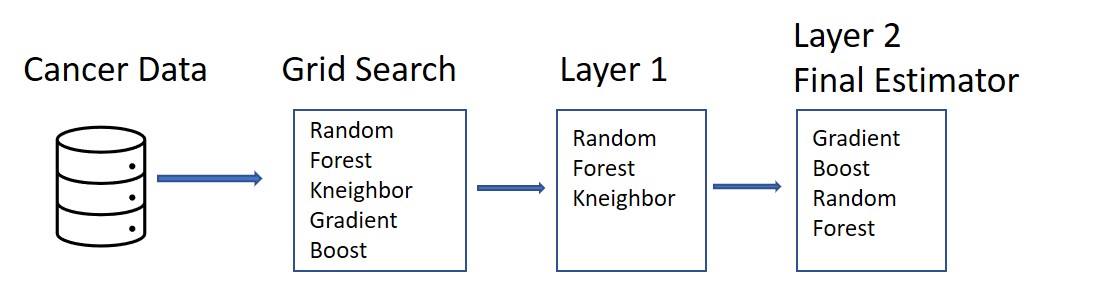 Cancer Data
Grid Search
Layer 1
Layer 2
Final Estimator
Random
Forest
Kneighbor
Gradient
Boost
Random
Forest
Kneighbor
Gradient
Boost
Random
Forest